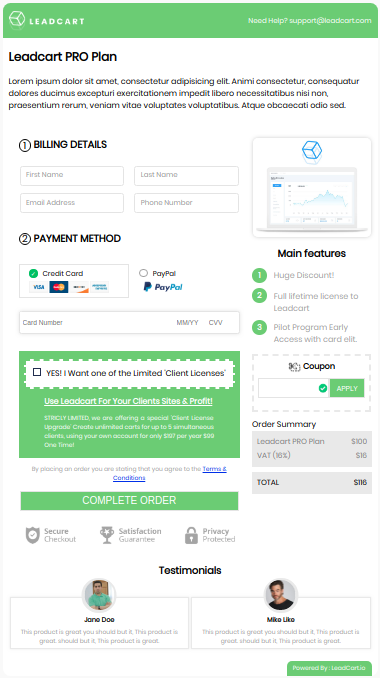 LEADCART
Need Help? support@leadcart.com
Leadcart PRO Plan
Lorem ipsum dolor sit amet, consectetur adipisicing elit. Animi consectetur, consequatur
dolores ducimus excepturi exercitationem impedit libero necessitatibus nisi non,
praesentium rerum, veniam vitae voluptates voluptatibus. Atque obcaecati odio sed.
1 BILLING DETAILS
First Name
Last Name
Email Address
Phone Number
2 PAYMENT METHOD
Credit Card
PayPal
VISA
PayPal
Card Number
MM/YY
CVV
YES! I Want one of the Limited 'Client Licenses'
Use Leadcart For Your Clients Sites & Profit!
STRICLY LIMITED, we are offering a special 'Client License
Upgrade' Create unlimited carts for up to 5 simultaneous
clients, using your own account for only $197 per year $99
One Time!
By placing an order you are stating that you agree to the Terms &
Conditions
COMPLETE ORDER
Secure
Checkout
Satisfaction
Guarantee
Privacy
Protected
Main features
1 Huge Discount!
2 Full lifetime license to
Leadcart
3 Pilot Program Early
Access with card elit.
Coupon
APPLY
Order Summary
Leadcart PRO Plan $100
VAT (16%) $16
TOTAL $116
Testimonials
Jane Doe
This product is great you should but it, This product is
great should but it, This product is great.
Mike Like
This product is great you should but it, This product is
great should but it, This product is great.
Powered By : LeadCart.io